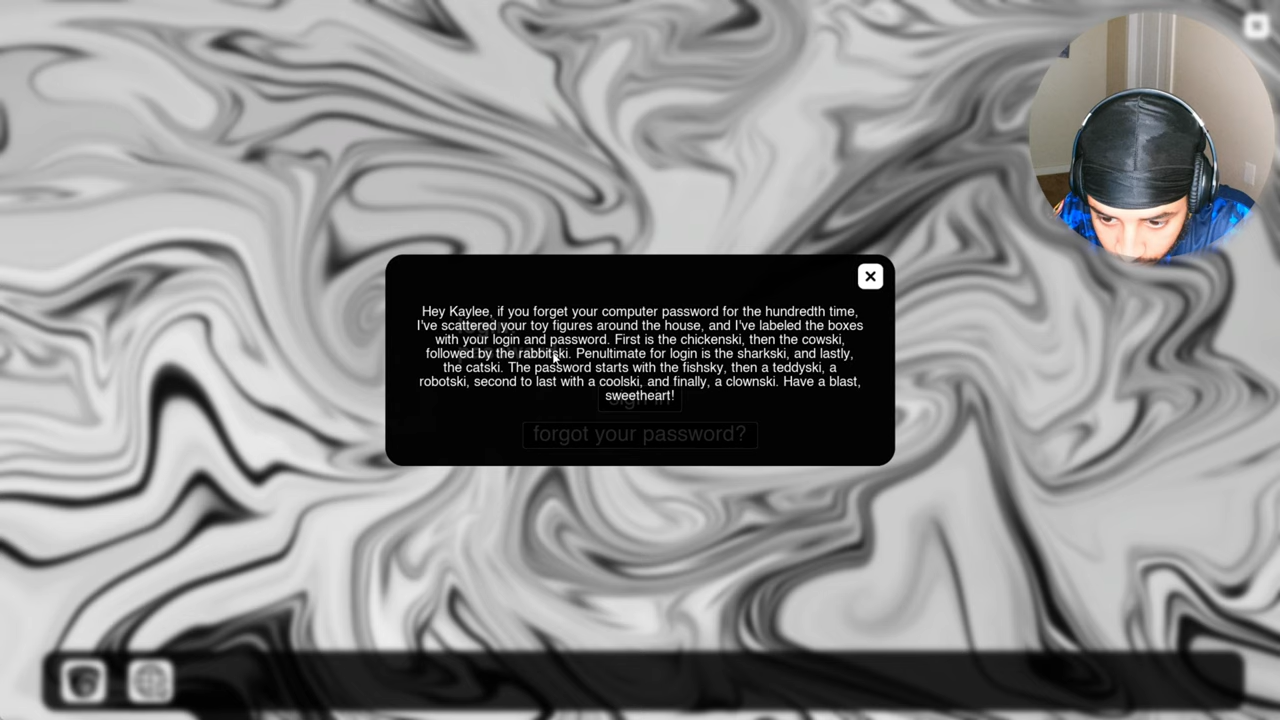 Hey Kaylee, if you forget your computer password for the hundredth time,
I've scattered your toy figures around the house, and I've labeled the boxes
with your login and password. First is the chickenski, then the cowski,
followed by the rabbitski. Penultimate for login is the sharkski, and lastly,
the catski. The password starts with the fishsky, then a teddyski, a
robotski, second to last with a coolski, and finally, a clownski. Have a blast,
sweetheart!
sign in
forgot your password?